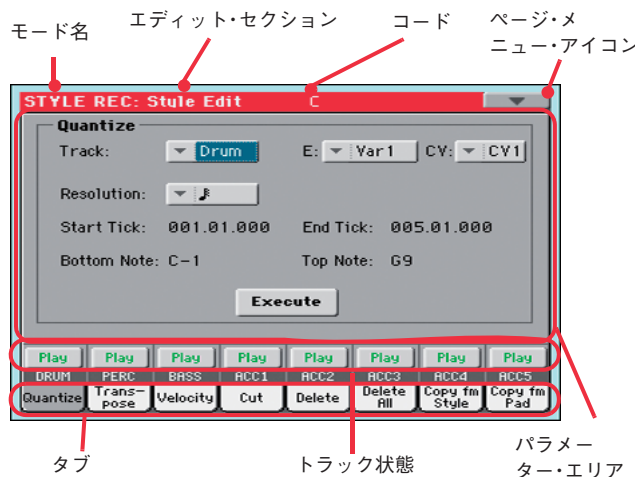 モード名
エディット・セクション
コード
ページ・メ
ニュー・アイコン
STYLE REC: Style Edit C
Quantize
Track: Drum E: Var1 CV: CV1
Resolution:
Start Tick: 001.01.000 End Tick: 005.01.000
Bottom Note: C-1 Top Note: G9
Execute
Play Play Play Play Play Play Play Play
DRUM PERC BASS ACC1 ACC2 ACC3 ACC4 ACC5
Quantize Trans-
pose Velocity Cut Delete Delete
All Copy fm
Style Copy fm
Pad
タブ
トラック状態
パラメー
ター・エリア